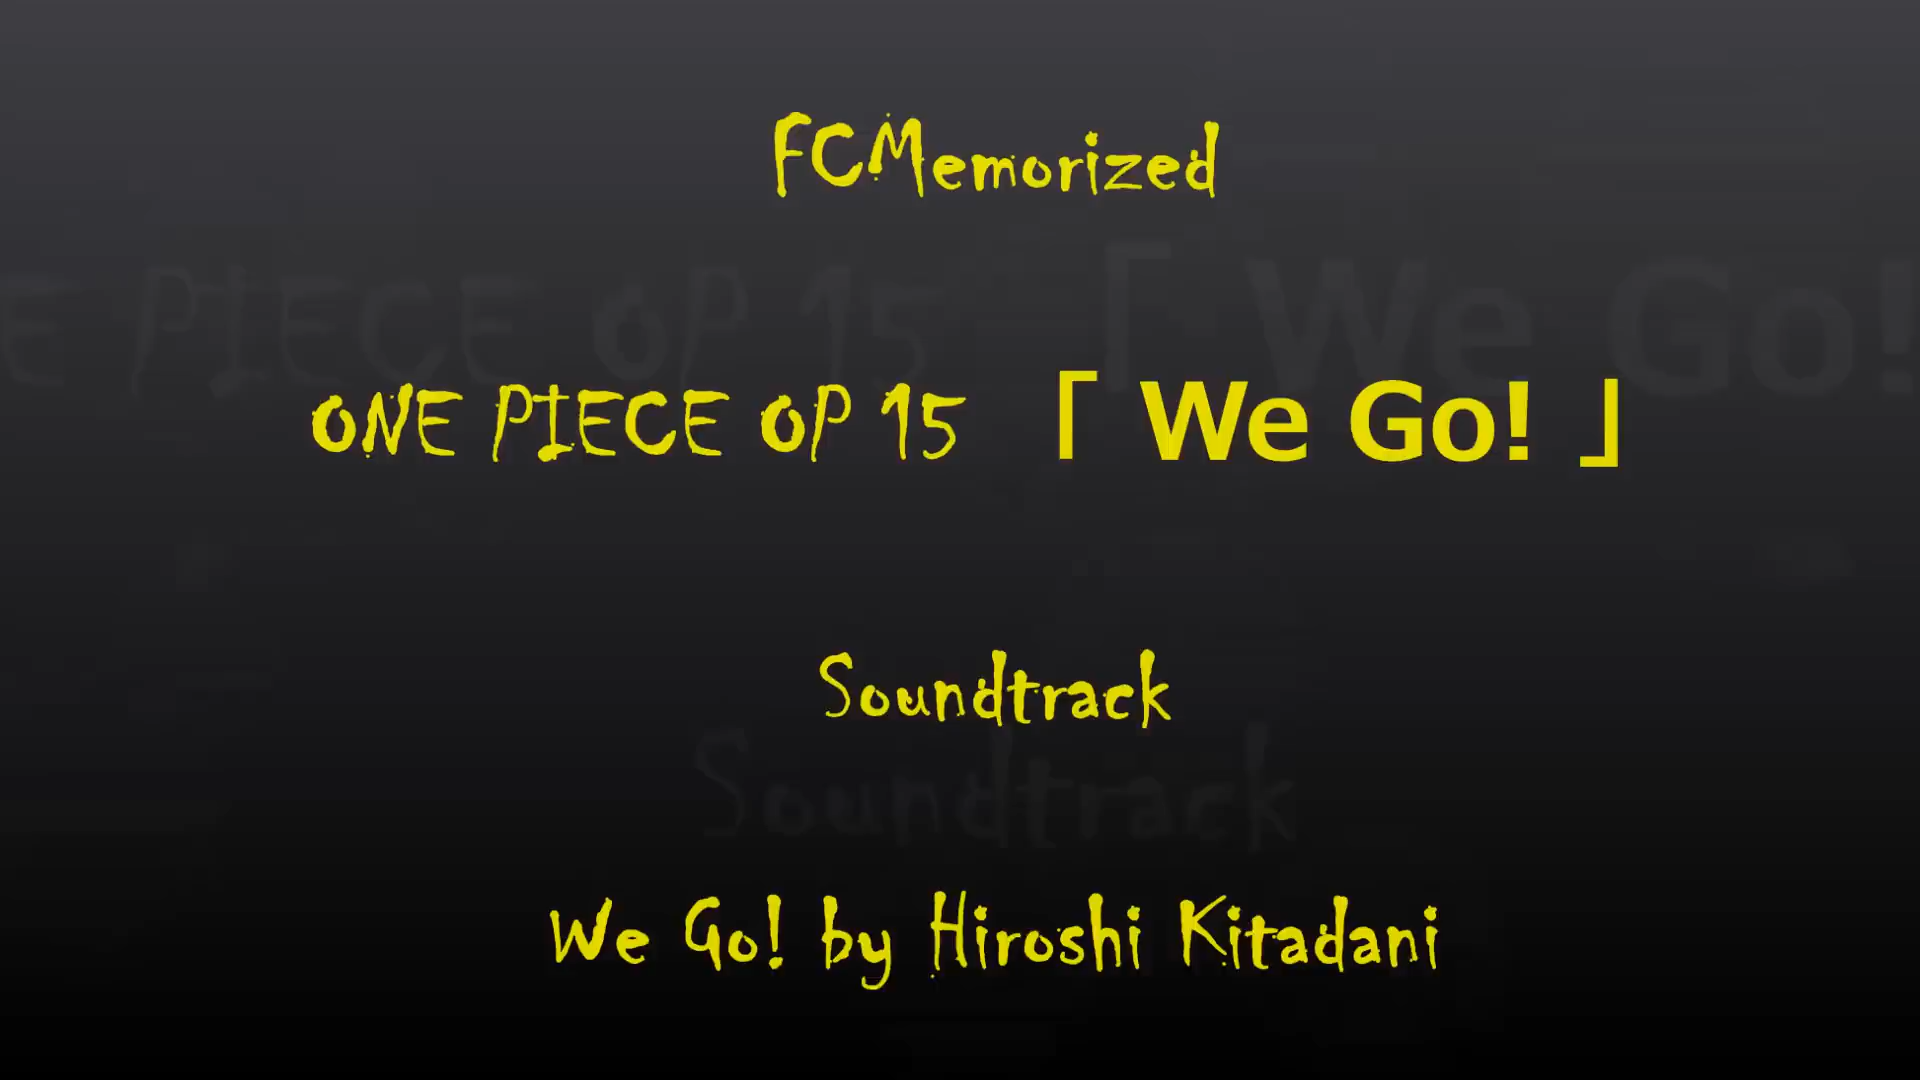 FCMemorized
ONE PIECE OP 15 「 We Go! 」
Soundtrack
We Go! by Hiroshi Kitadani